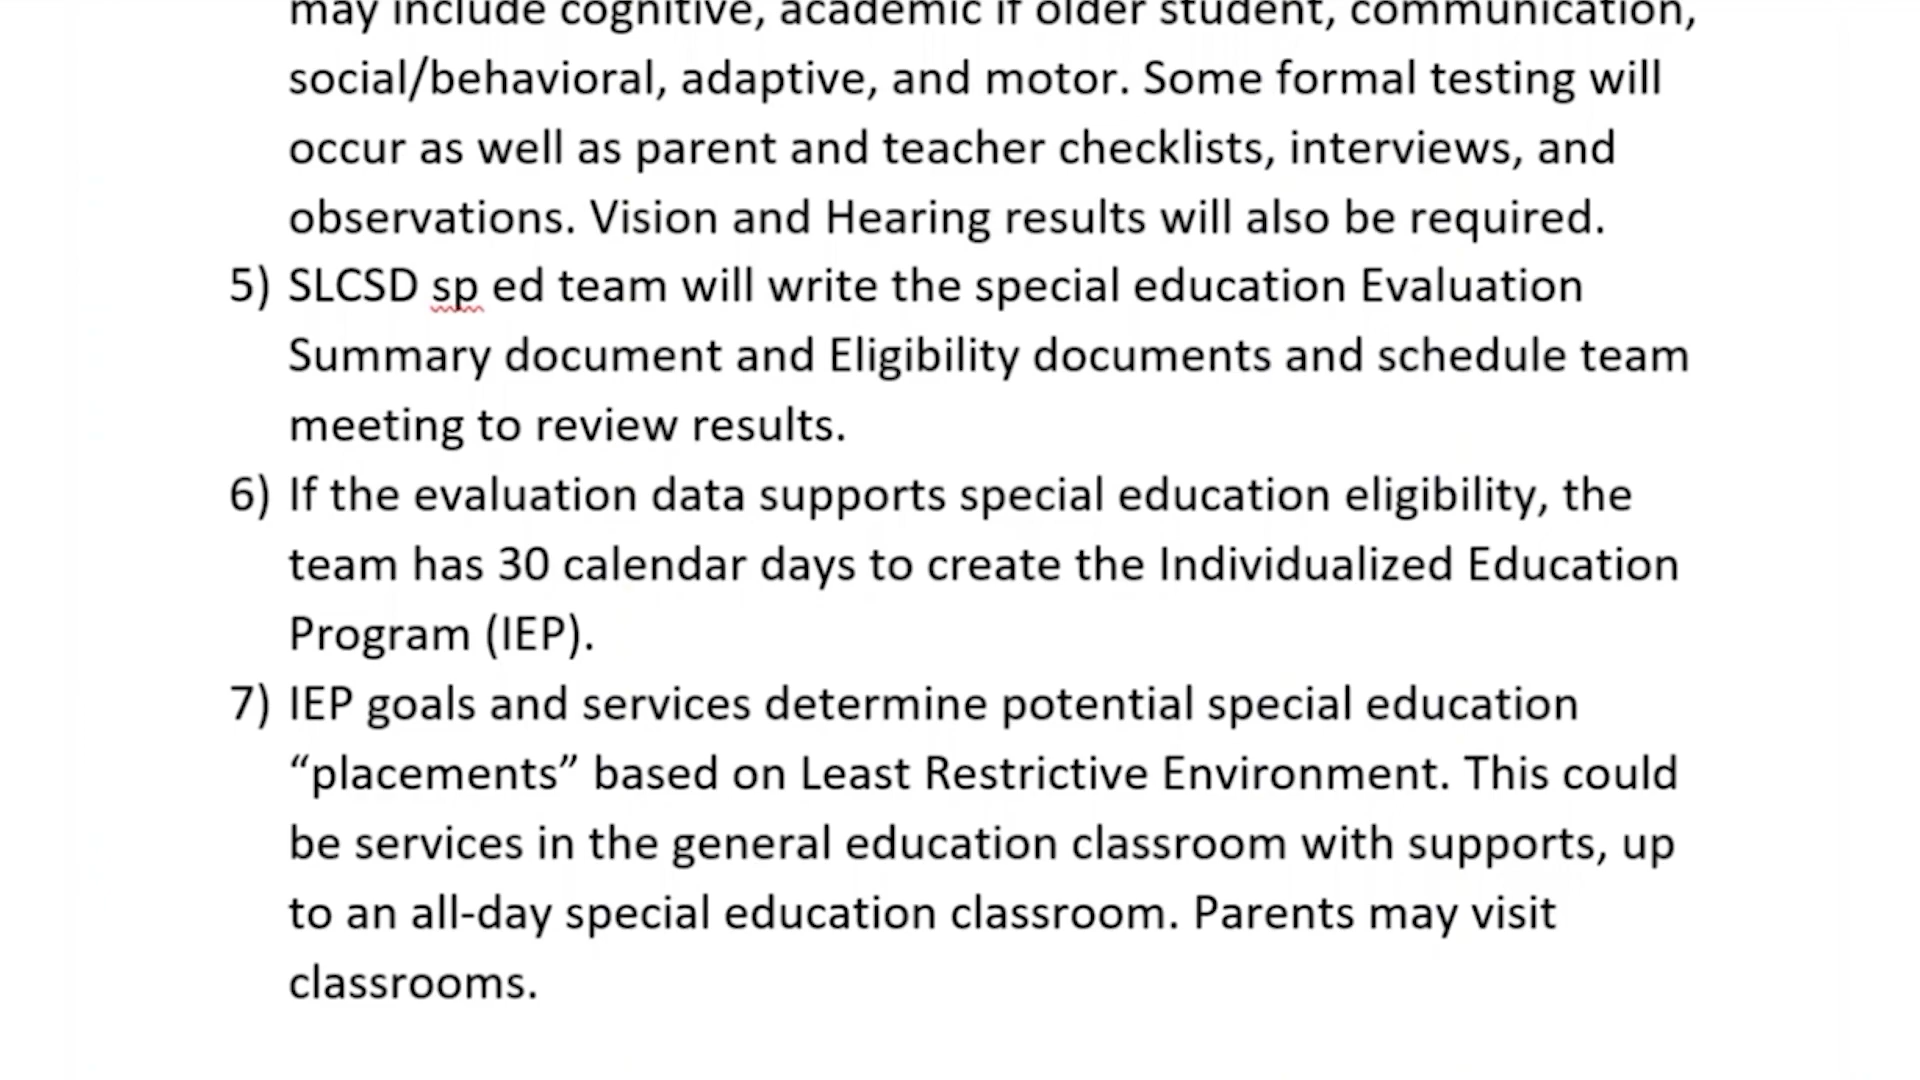 may include cognitive, academic if older student, communication,
social/behavioral, adaptive, and motor. Some formal testing will
occur as well as parent and teacher checklists, interviews, and
observations. Vision and Hearing results will also be required.
5) SLCSD sp ed team will write the special education Evaluation
Summary document and Eligibility documents and schedule team
meeting to review results.
6) If the evaluation data supports special education eligibility, the
team has 30 calendar days to create the Individualized Education
Program (IEP).
7) IEP goals and services determine potential special education
“placements” based on Least Restrictive Environment. This could
be services in the general education classroom with supports, up
to an all-day special education classroom. Parents may visit
classrooms.